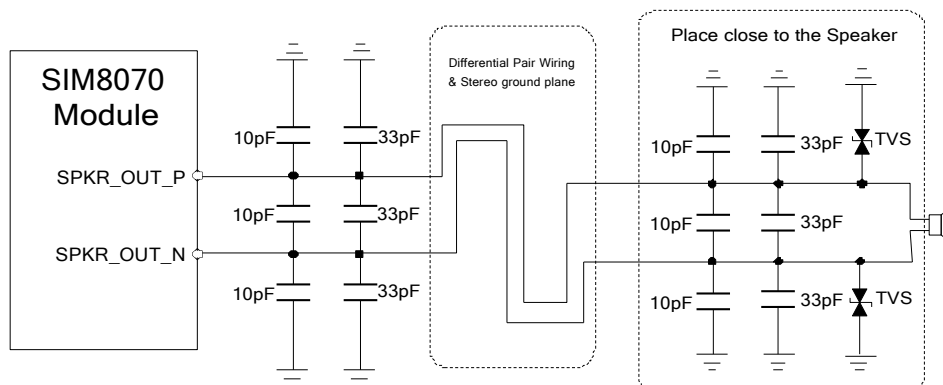 Place close to the Speaker
Differential Pair Wiring
& Stereo ground plane
SIM8070
Module
10pF
33pF
10pF
33pF
TVS
SPKR_OUT_P
10pF
33pF
10pF
33pF
SPKR_OUT_N
10pF
33pF
10pF
33pF
TVS